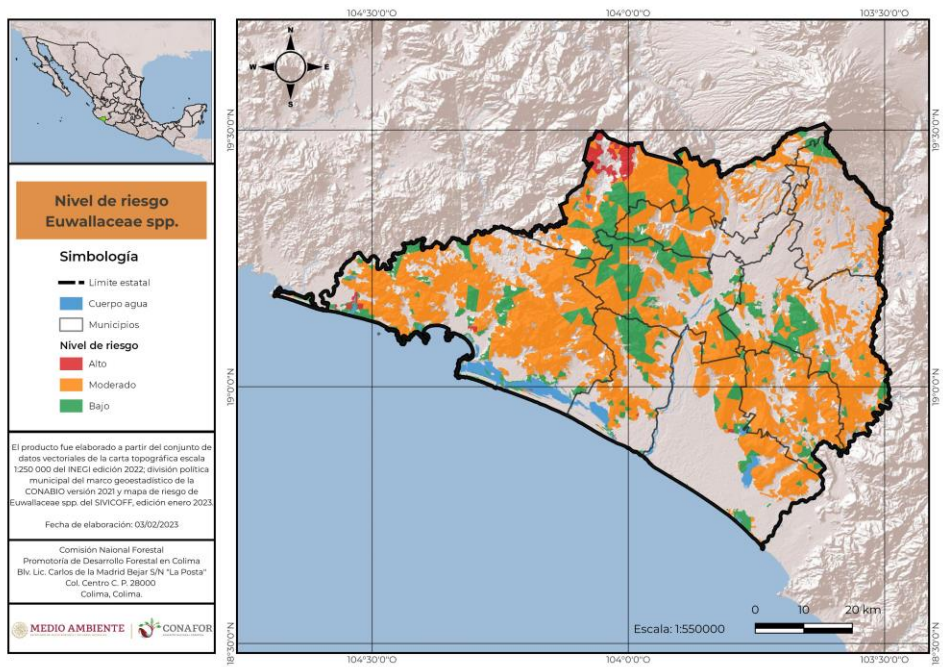 Nivel de riesgo
Euwallaceae spp.
Simbología
Límite estatal
Cuerpo agua
Municipios
Nivel de riesgo
Alto
Moderado
Bajo
El producto fue elaborado a partir del conjunto de
datos vectoriales de la carta topográfica escala
1:250 000 del INEGI edición 2022; división política
municipal del marco geoestadístico de la
CONABIO versión 2021 y mapa de riesgo de
Euwallaceae spp. del SIVICOFF, edición enero 2023.
Fecha de elaboración: 03/02/2023
Comisión Naional Forestal
Promotoría de Desarrollo Forestal en Colima
Blv. Lic. Carlos de la Madrid Bejar S/N "La Posta"
Col. Centro C. P. 28000
Colima, Colima.
MEDIO AMBIENTE
CONAFOR
104°30'0"O
104°0'0"O
103°30'0"O
N
W
E
S
19°30'0"N
19°30'0"N
19°0'0"N
19°0'0"N
18°30'0"N
18°30'0"N
0 10 20 km
Escala: 1:550000
104°30'0"O
104°0'0"O
103°30'0"O